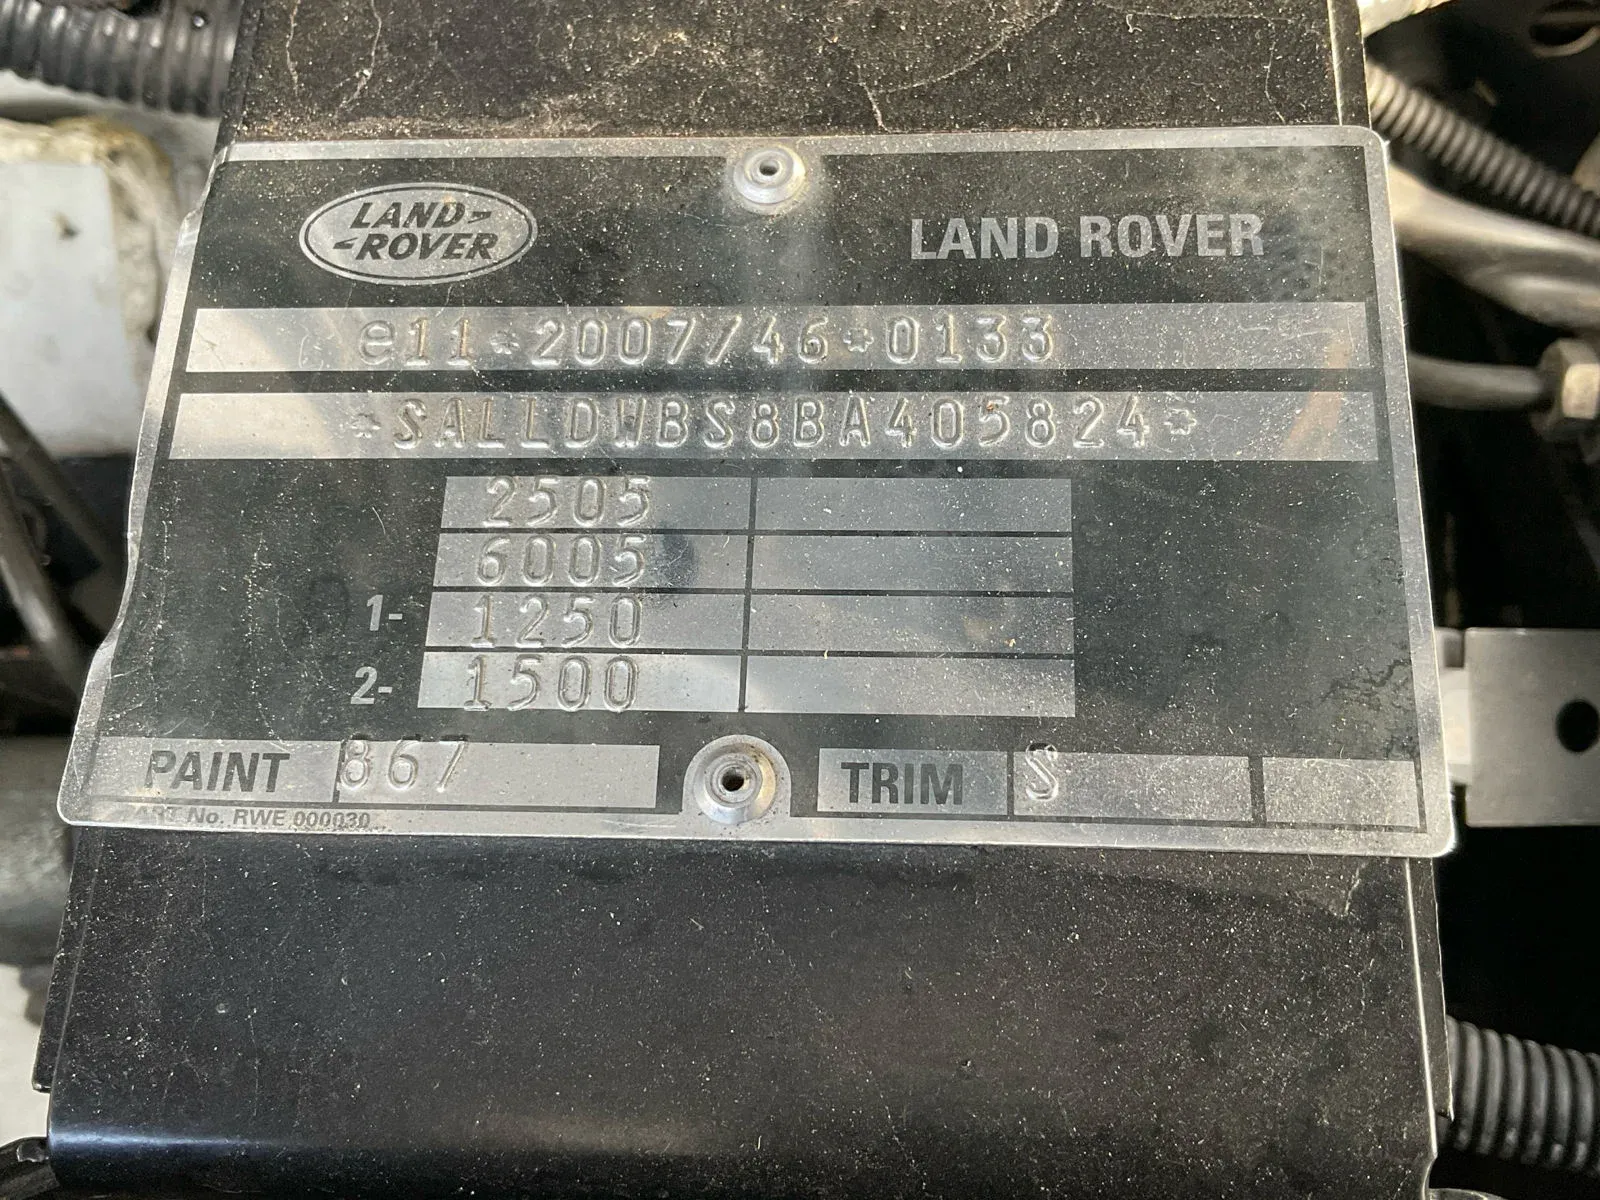 LAND-
-ROVER
LAND ROVER
e11*2007/46*0133
*SALLDWBS8BA405824*
2505
6005
1- 1250
2- 1500
PAINT 867
TRIM S
PART No. RWE 000030